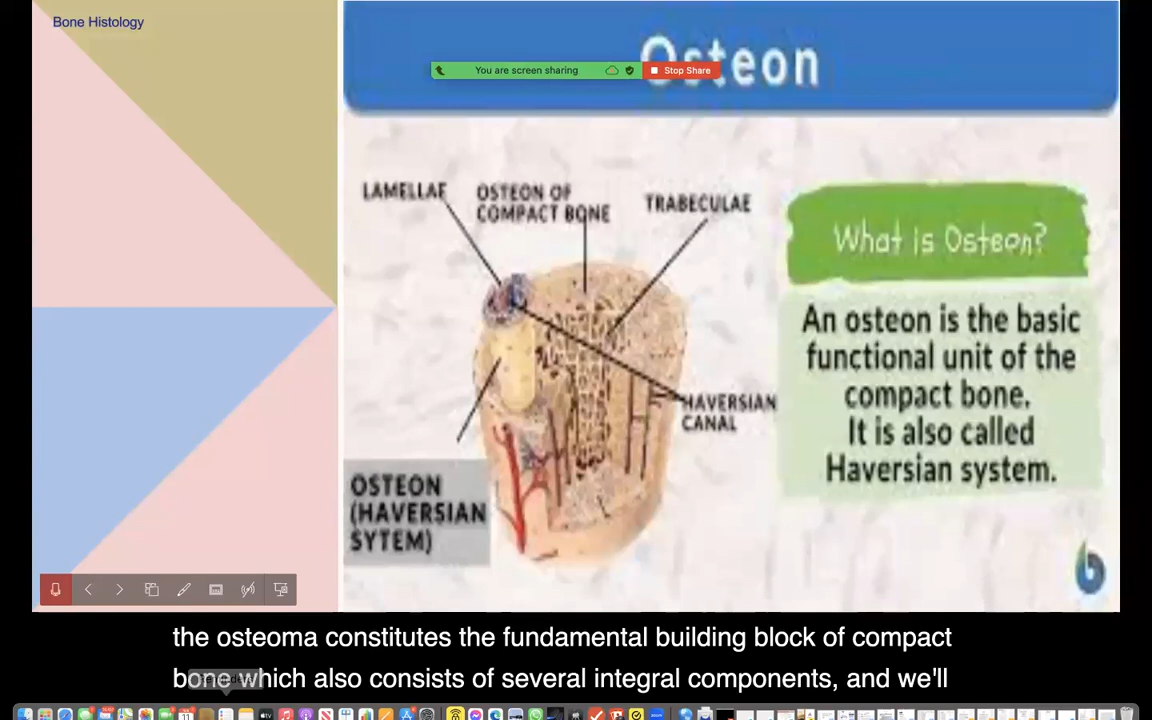 Bone Histology
Osteon
You are screen sharing
Stop Share
LAMELLAE
OSTEON OF
COMPACT BONE
TRABECULAE
What is Osteon?
An osteon is the basic
functional unit of the
compact bone.
It is also called
Haversian system.
HAVERSIAN
CANAL
OSTEON
(HAVERSIAN
SYTEM)
the osteoma constitutes the fundamental building block of compact
bone which also consists of several integral components, and we'll